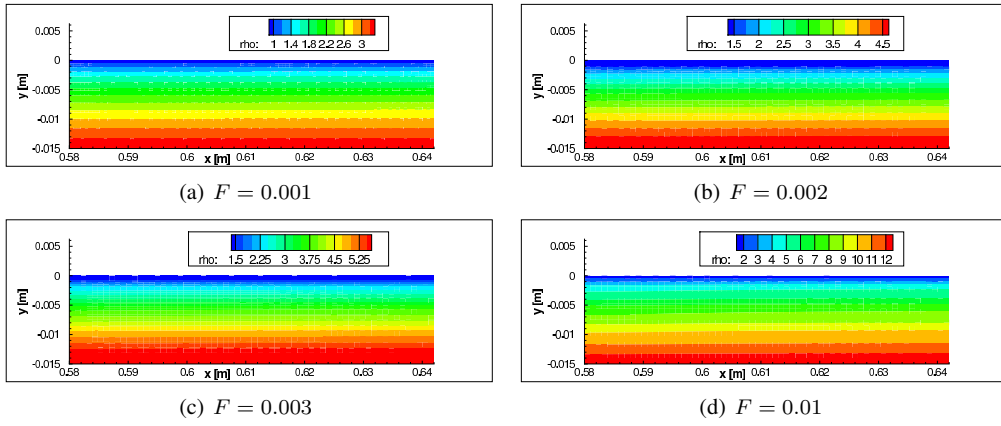 rho: 1 1.4 1.8 2.2 2.6 3
0.005
0
-0.005
-0.01
-0.015
y [m]
0.58 0.59 0.6 0.61 0.62 0.63 0.64
x [m]
(a) F = 0.001
rho: 1.5 2 2.5 3 3.5 4 4.5
0.005
0
-0.005
-0.01
-0.015
y [m]
0.58 0.59 0.6 0.61 0.62 0.63 0.64
x [m]
(b) F = 0.002
rho: 1.5 2.25 3 3.75 4.5 5.25
0.005
0
-0.005
-0.01
-0.015
y [m]
0.58 0.59 0.6 0.61 0.62 0.63 0.64
x [m]
(c) F = 0.003
rho: 2 3 4 5 6 7 8 9 10 11 12
0.005
0
-0.005
-0.01
-0.015
y [m]
0.58 0.59 0.6 0.61 0.62 0.63 0.64
x [m]
(d) F = 0.01